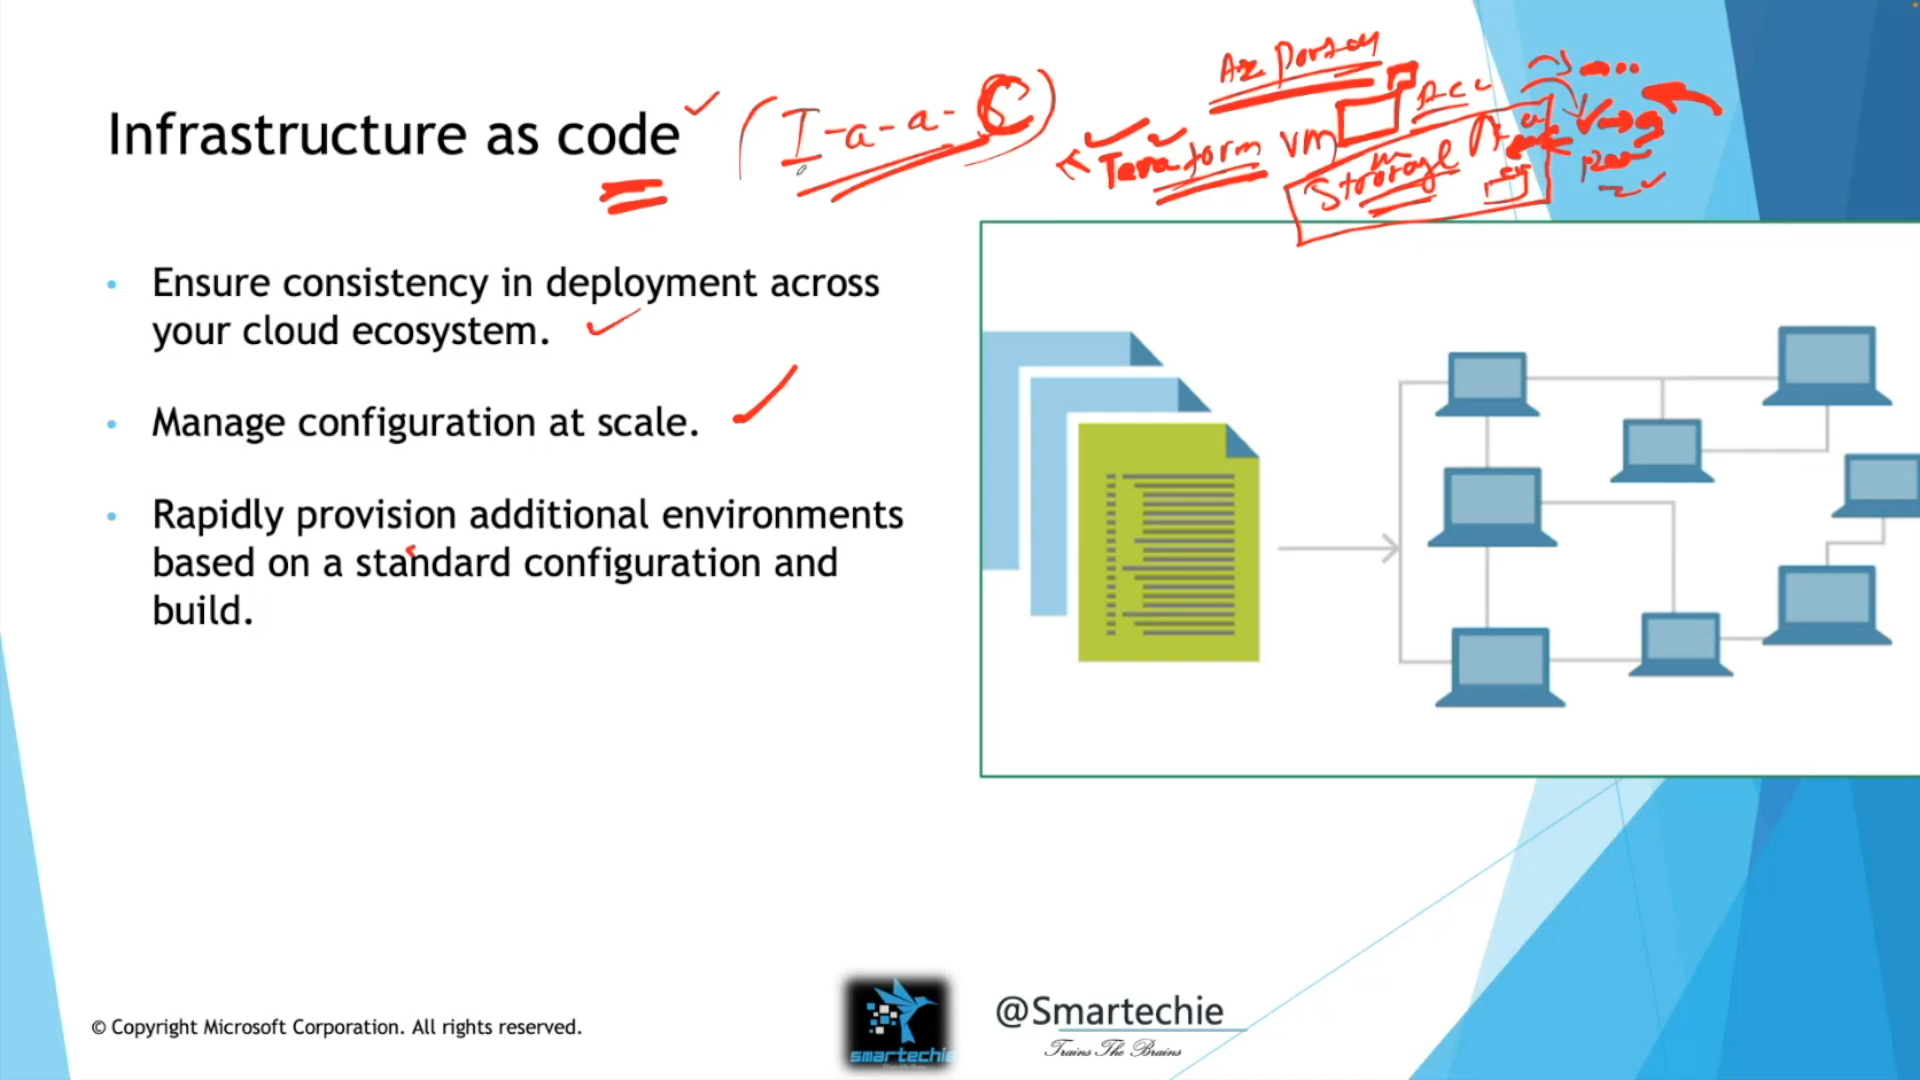 Infrastructure as code
(I-a-a-C)
Az Portal
Terraform VM
Acc
Storage
• Ensure consistency in deployment across
your cloud ecosystem.
• Manage configuration at scale.
• Rapidly provision additional environments
based on a standard configuration and
build.
© Copyright Microsoft Corporation. All rights reserved.
smartechie
@Smartechie
Trains The Brains